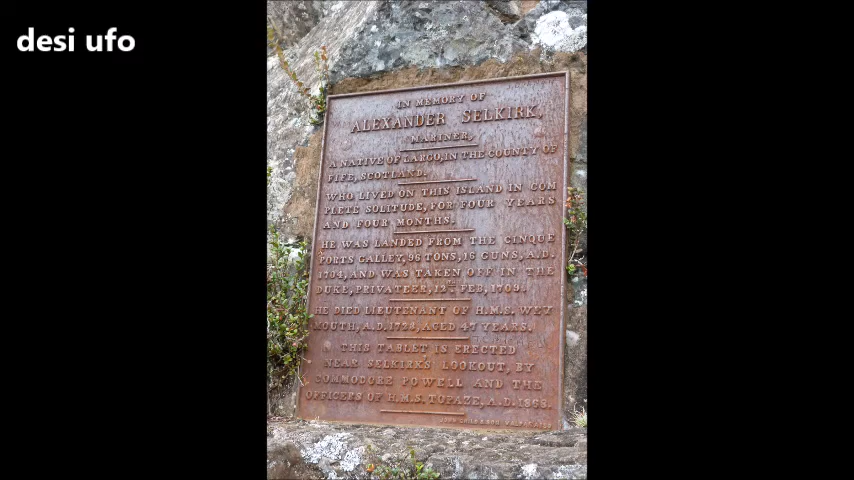 desi ufo
IN MEMORY OF
ALEXANDER SELKIRK,
MARINER,
A NATIVE OF LARGO, IN THE COUNTY OF
FIFE, SCOTLAND.
WHO LIVED ON THIS ISLAND IN COM
PLETE SOLITUDE, FOR FOUR YEARS
AND FOUR MONTHS.
HE WAS LANDED FROM THE CINQUE
PORTS GALLEY, 96 TONS, 16 GUNS, A.D.
1704, AND WAS TAKEN OFF IN THE
DUKE, PRIVATEER, 12TH FEB, 1709.
HE DIED LIEUTENANT OF H.M.S. WEY
MOUTH, A.D. 1723, AGED 47 YEARS.
THIS TABLET IS ERECTED
NEAR SELKIRKS' LOOKOUT, BY
COMMODORE POWELL AND THE
OFFICERS OF H.M.S. TOPAZE, A.D. 1868.
JOHN CHILD & SON